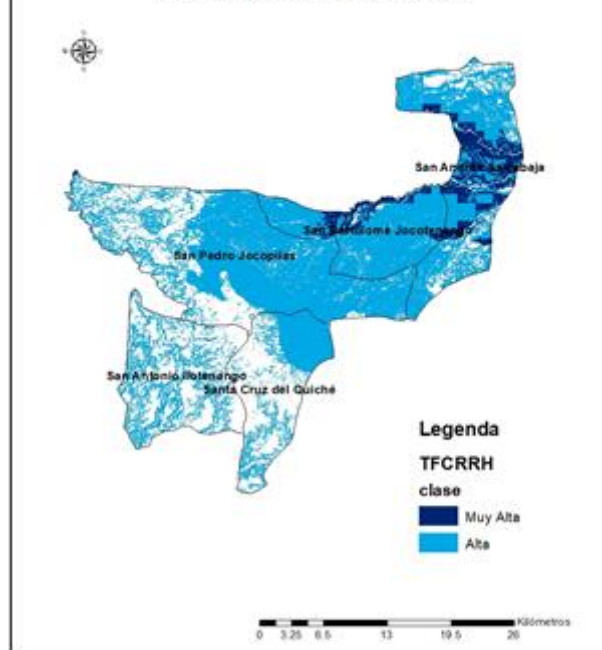 San Andrés Sajcabajá
San Bartolomé Jocotenango
San Pedro Jocopilas
San Antonio Ilotenango
Santa Cruz del Quiché
Legenda
TFCRRH
clase
Muy Alta
Alta
Kilómetros
0 3.25 6.5 13 19.5 26